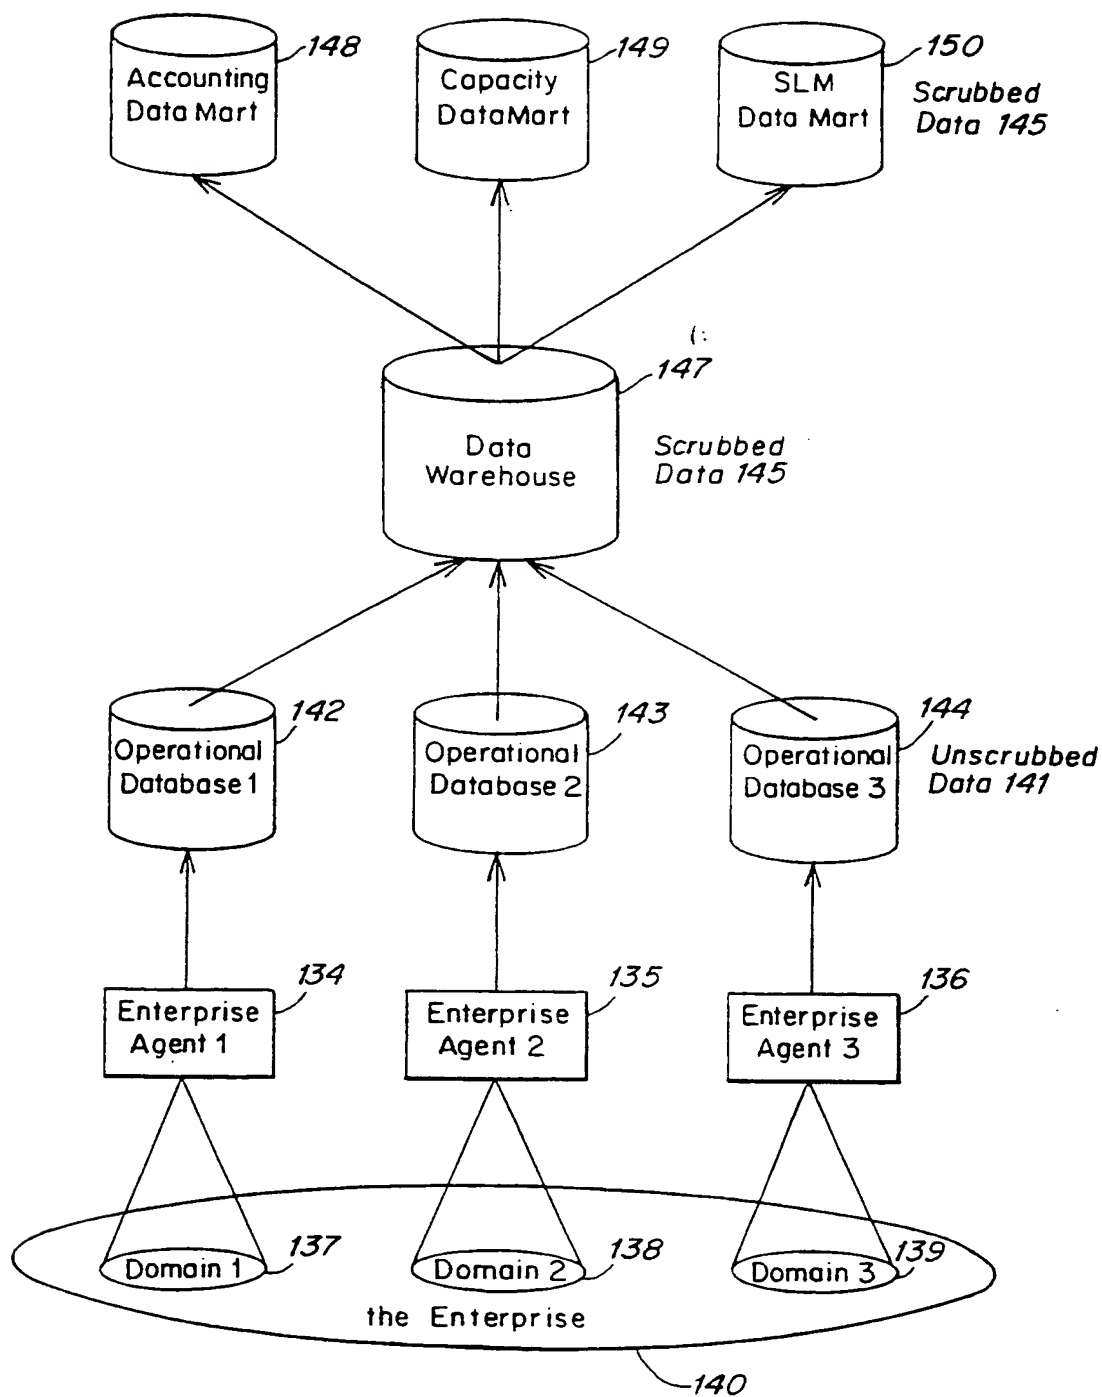 148
149
150
Accounting
Data Mart
Capacity
DataMart
SLM
Data Mart
Scrubbed
Data 145
147
Data
Warehouse
Scrubbed
Data 145
142
143
144
Operational
Database 1
Operational
Database 2
Operational
Database 3
Unscrubbed
Data 141
134
135
136
Enterprise
Agent 1
Enterprise
Agent 2
Enterprise
Agent 3
137
138
139
Domain 1
Domain 2
Domain 3
the Enterprise
140